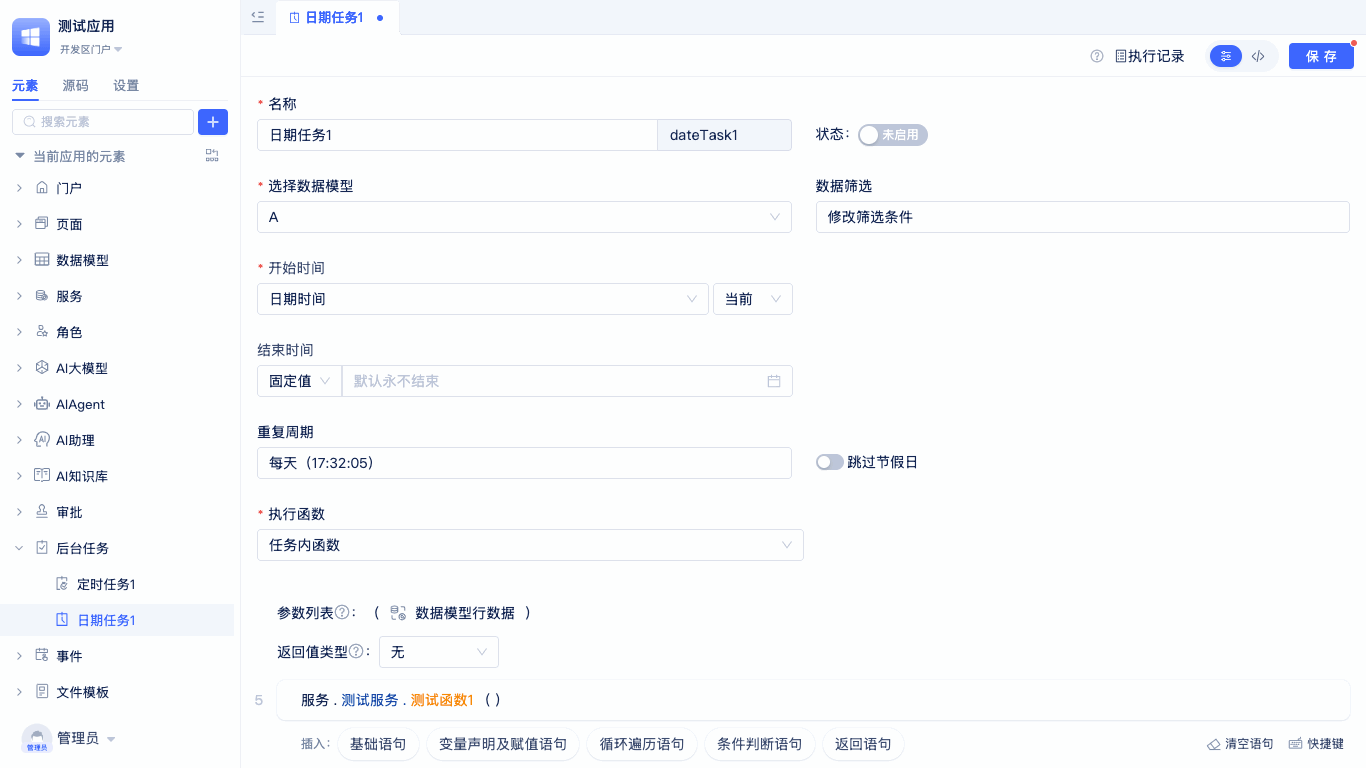 测试应用
开发区门户
元素 源码 设置
搜索元素
当前应用的元素
门户
页面
数据模型
服务
角色
AI大模型
AIAgent
AI助理
AI知识库
审批
后台任务
定时任务1
日期任务1
事件
文件模板
管理员
管理员
日期任务1
执行记录
保 存
* 名称
日期任务1 dateTask1
状态: 未启用
* 选择数据模型
A
数据筛选
修改筛选条件
* 开始时间
日期时间 当前
结束时间
固定值 默认永不结束
重复周期
每天（17:32:05）
跳过节假日
* 执行函数
任务内函数
参数列表: ( 数据模型行数据 )
返回值类型: 无
5 服务 . 测试服务 . 测试函数1 ( )
插入: 基础语句 变量声明及赋值语句 循环遍历语句 条件判断语句 返回语句
清空语句 快捷键